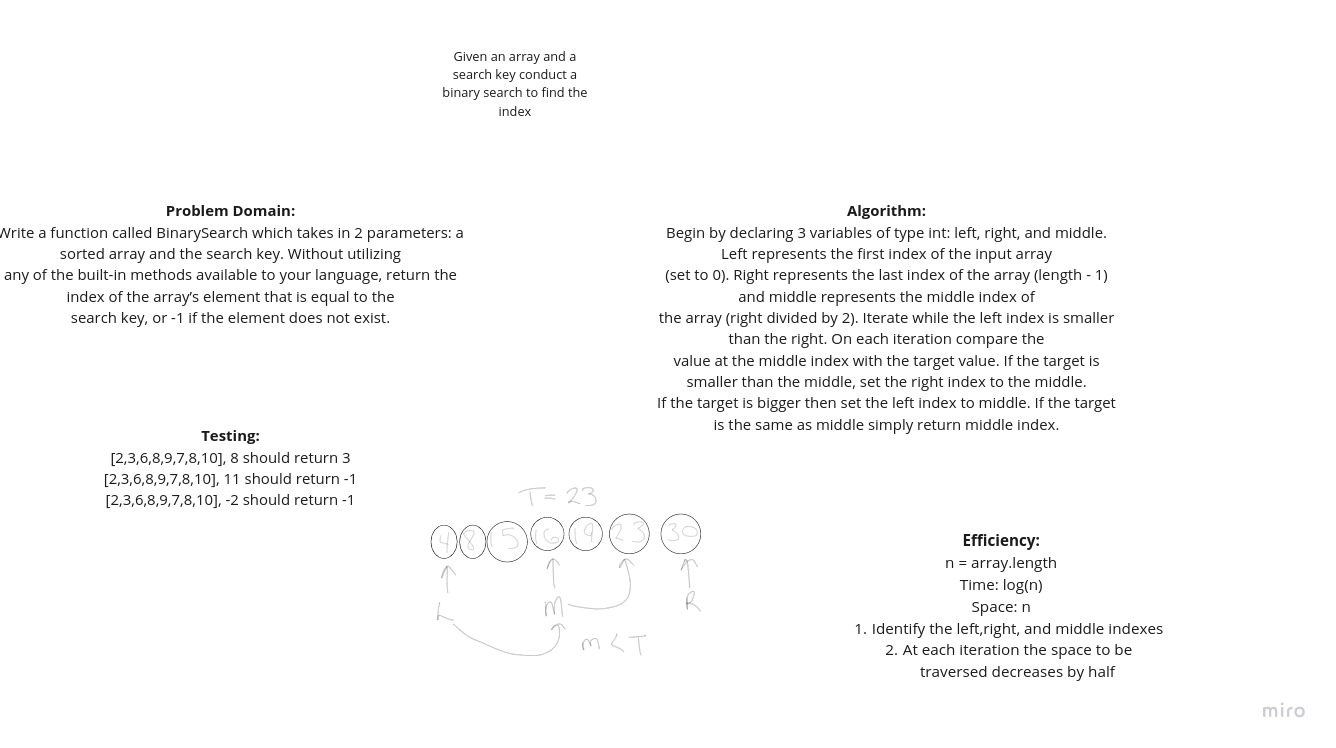 Given an array and a
search key conduct a
binary search to find the
index
Problem Domain:
Write a function called BinarySearch which takes in 2 parameters: a
sorted array and the search key. Without utilizing
any of the built-in methods available to your language, return the
index of the array’s element that is equal to the
search key, or -1 if the element does not exist.
Algorithm:
Begin by declaring 3 variables of type int: left, right, and middle.
Left represents the first index of the input array
(set to 0). Right represents the last index of the array (length - 1)
and middle represents the middle index of
the array (right divided by 2). Iterate while the left index is smaller
than the right. On each iteration compare the
value at the middle index with the target value. If the target is
smaller than the middle, set the right index to the middle.
If the target is bigger then set the left index to middle. If the target
is the same as middle simply return middle index.
Testing:
[2,3,6,8,9,7,8,10], 8 should return 3
[2,3,6,8,9,7,8,10], 11 should return -1
[2,3,6,8,9,7,8,10], -2 should return -1
T = 23
4 8 15 16 19 23 30
L M R
m < T
Efficiency:
n = array.length
Time: log(n)
Space: n
1. Identify the left,right, and middle indexes
2. At each iteration the space to be
traversed decreases by half
miro